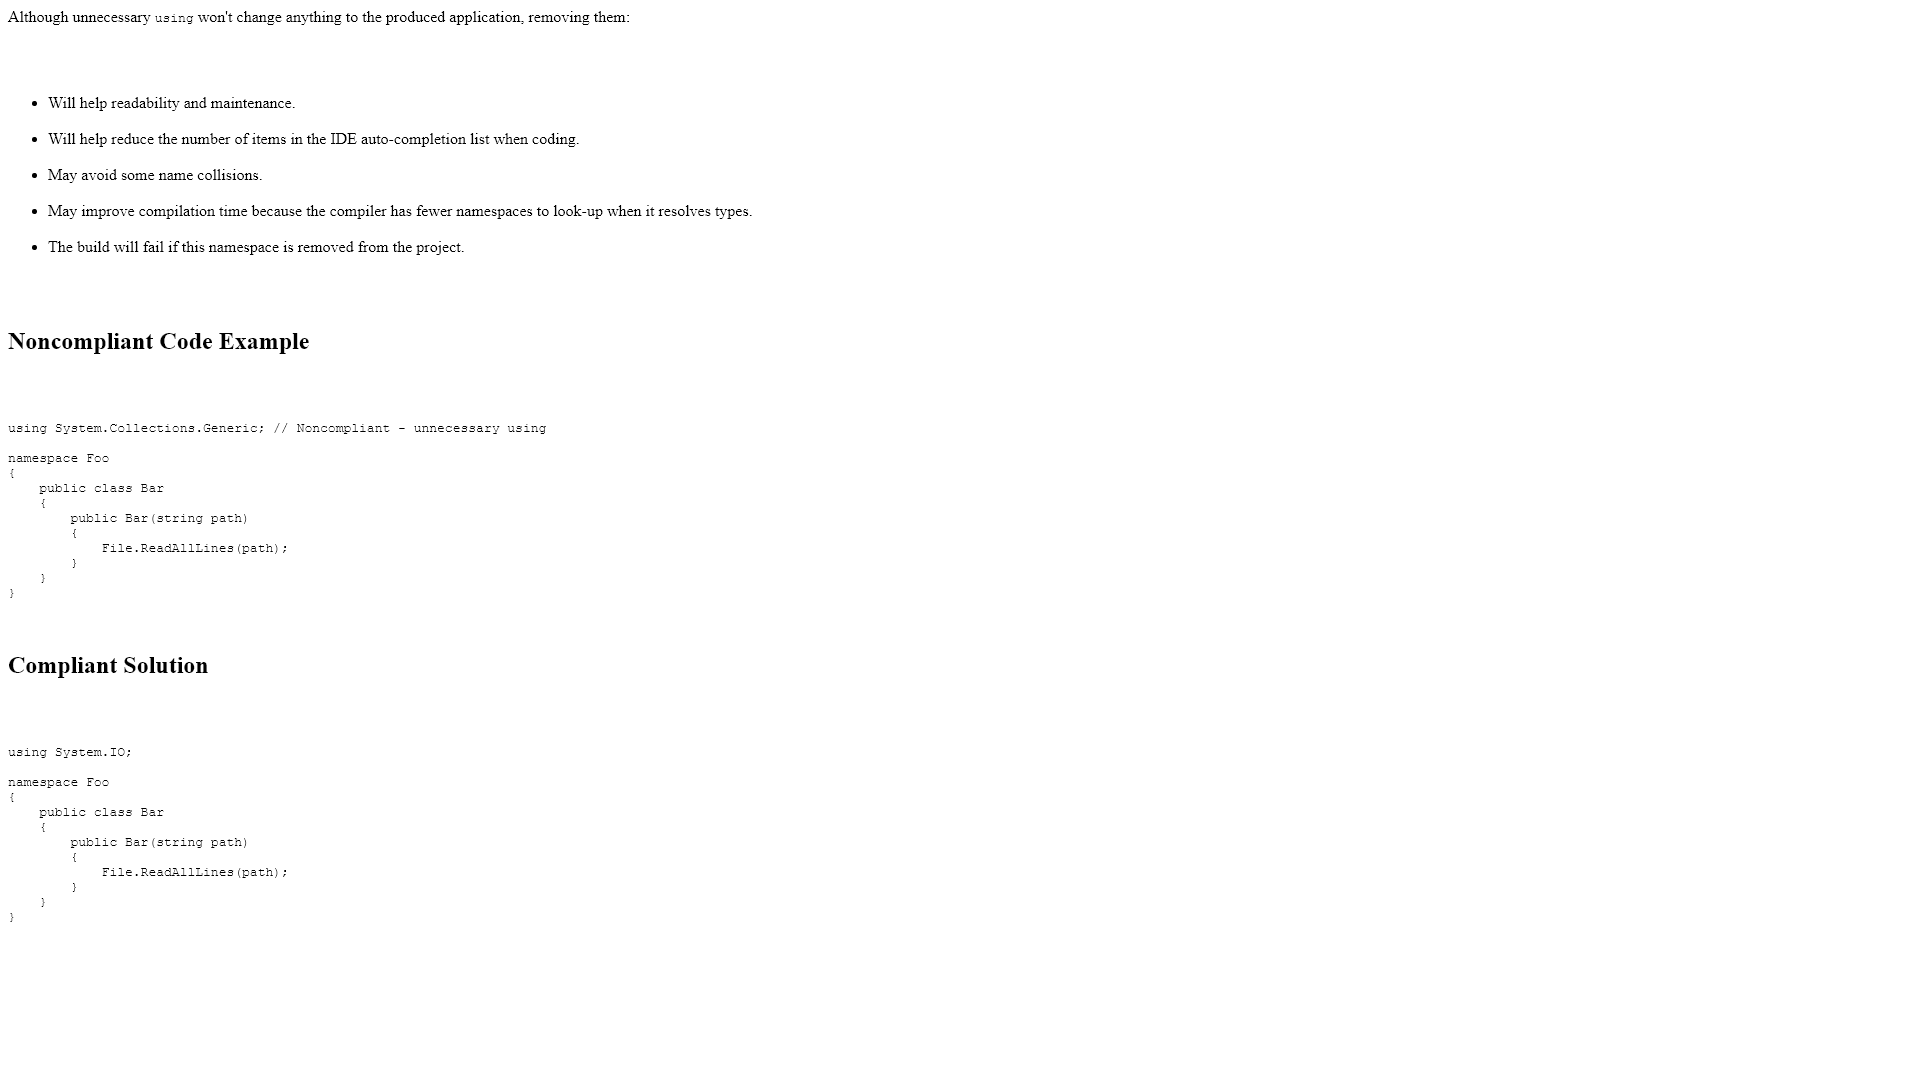 Although unnecessary using won't change anything to the produced application, removing them:
• Will help readability and maintenance.
• Will help reduce the number of items in the IDE auto-completion list when coding.
• May avoid some name collisions.
• May improve compilation time because the compiler has fewer namespaces to look-up when it resolves types.
• The build will fail if this namespace is removed from the project.
Noncompliant Code Example
using System.Collections.Generic; // Noncompliant - unnecessary using
namespace Foo
{
    public class Bar
    {
        public Bar(string path)
        {
            File.ReadAllLines(path);
        }
    }
}
Compliant Solution
using System.IO;
namespace Foo
{
    public class Bar
    {
        public Bar(string path)
        {
            File.ReadAllLines(path);
        }
    }
}